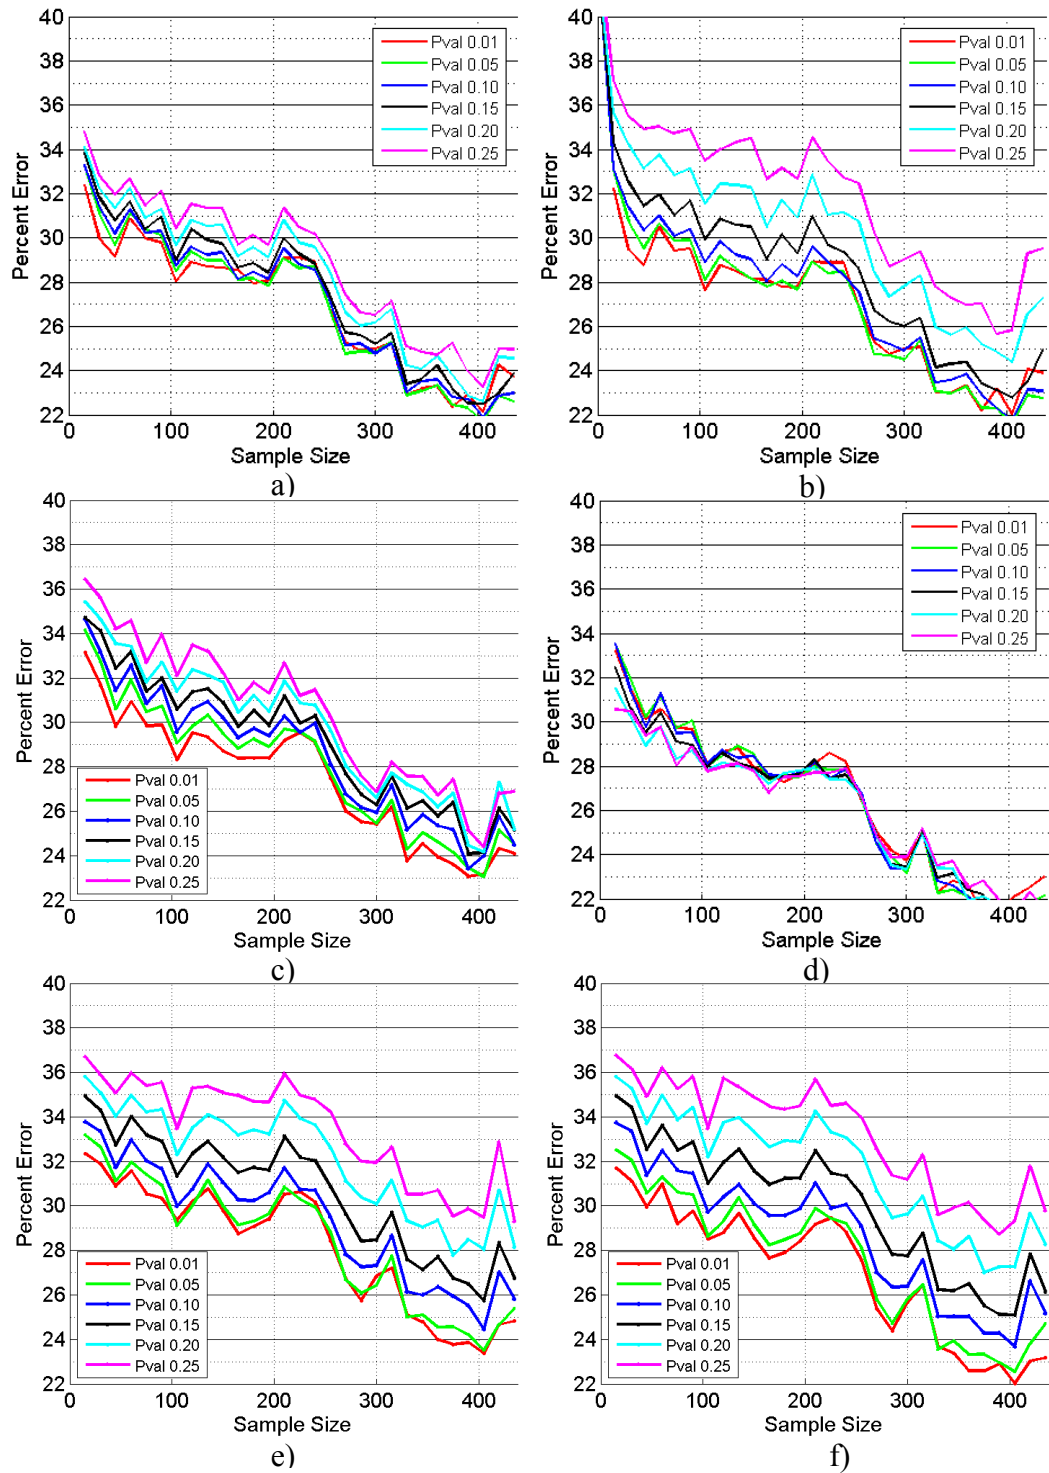 40
38
36
34
32
30
28
26
24
22
0
100
200
300
400
Percent Error
Sample Size
Pval 0.01
Pval 0.05
Pval 0.10
Pval 0.15
Pval 0.20
Pval 0.25
a)
40
38
36
34
32
30
28
26
24
22
0
100
200
300
400
Percent Error
Sample Size
Pval 0.01
Pval 0.05
Pval 0.10
Pval 0.15
Pval 0.20
Pval 0.25
b)
40
38
36
34
32
30
28
26
24
22
0
100
200
300
400
Percent Error
Sample Size
Pval 0.01
Pval 0.05
Pval 0.10
Pval 0.15
Pval 0.20
Pval 0.25
c)
40
38
36
34
32
30
28
26
24
22
0
100
200
300
400
Percent Error
Sample Size
Pval 0.01
Pval 0.05
Pval 0.10
Pval 0.15
Pval 0.20
Pval 0.25
d)
40
38
36
34
32
30
28
26
24
22
0
100
200
300
400
Percent Error
Sample Size
Pval 0.01
Pval 0.05
Pval 0.10
Pval 0.15
Pval 0.20
Pval 0.25
e)
40
38
36
34
32
30
28
26
24
22
0
100
200
300
400
Percent Error
Sample Size
Pval 0.01
Pval 0.05
Pval 0.10
Pval 0.15
Pval 0.20
Pval 0.25
f)